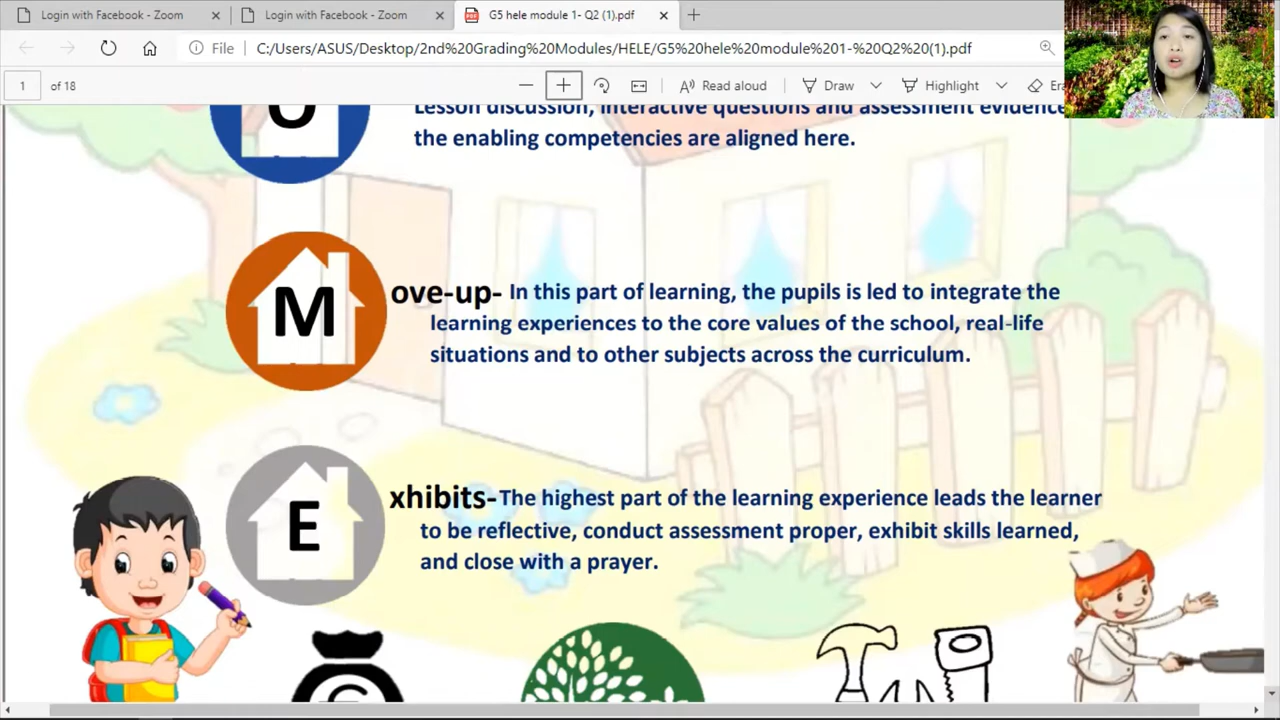 Login with Facebook - Zoom
Login with Facebook - Zoom
G5 hele module 1- Q2 (1).pdf
File
C:/Users/ASUS/Desktop/2nd%20Grading%20Modules/HELE/G5%20hele%20module%201-%20Q2%20(1).pdf
1 of 18
Read aloud
Draw
Highlight
Era
Lesson discussion, interactive questions and assessment evidence
the enabling competencies are aligned here.
Move-up- In this part of learning, the pupils is led to integrate the
learning experiences to the core values of the school, real-life
situations and to other subjects across the curriculum.
Exhibits- The highest part of the learning experience leads the learner
to be reflective, conduct assessment proper, exhibit skills learned,
and close with a prayer.